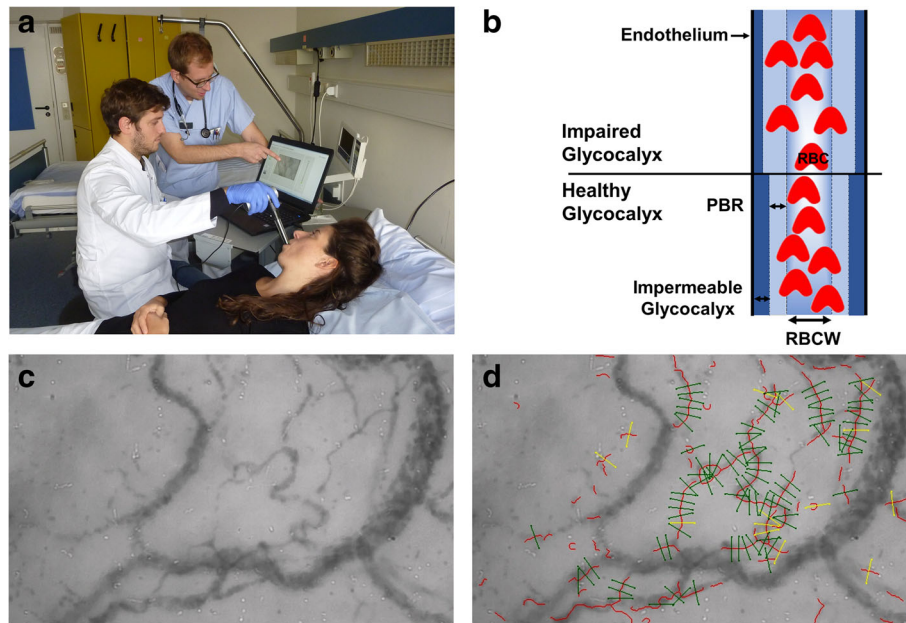 a
b
Endothelium
Impaired
Glycocalyx
RBC
Healthy
Glycocalyx
PBR
Impermeable
Glycocalyx
RBCW
c
d